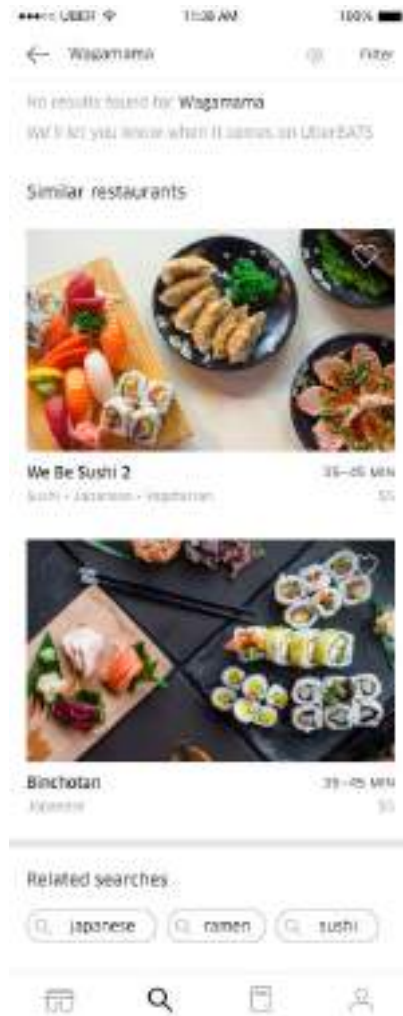 UBER 11:38 AM 100%
Wagamama Filter
No results found for Wagamama
We'll let you know when it comes on UberEATS
Similar restaurants
We Be Sushi 2 35–45 MIN
Sushi • Japanese • Vegetarian $$
Binchotan 35–45 MIN
Japanese $$
Related searches
japanese ramen sushi